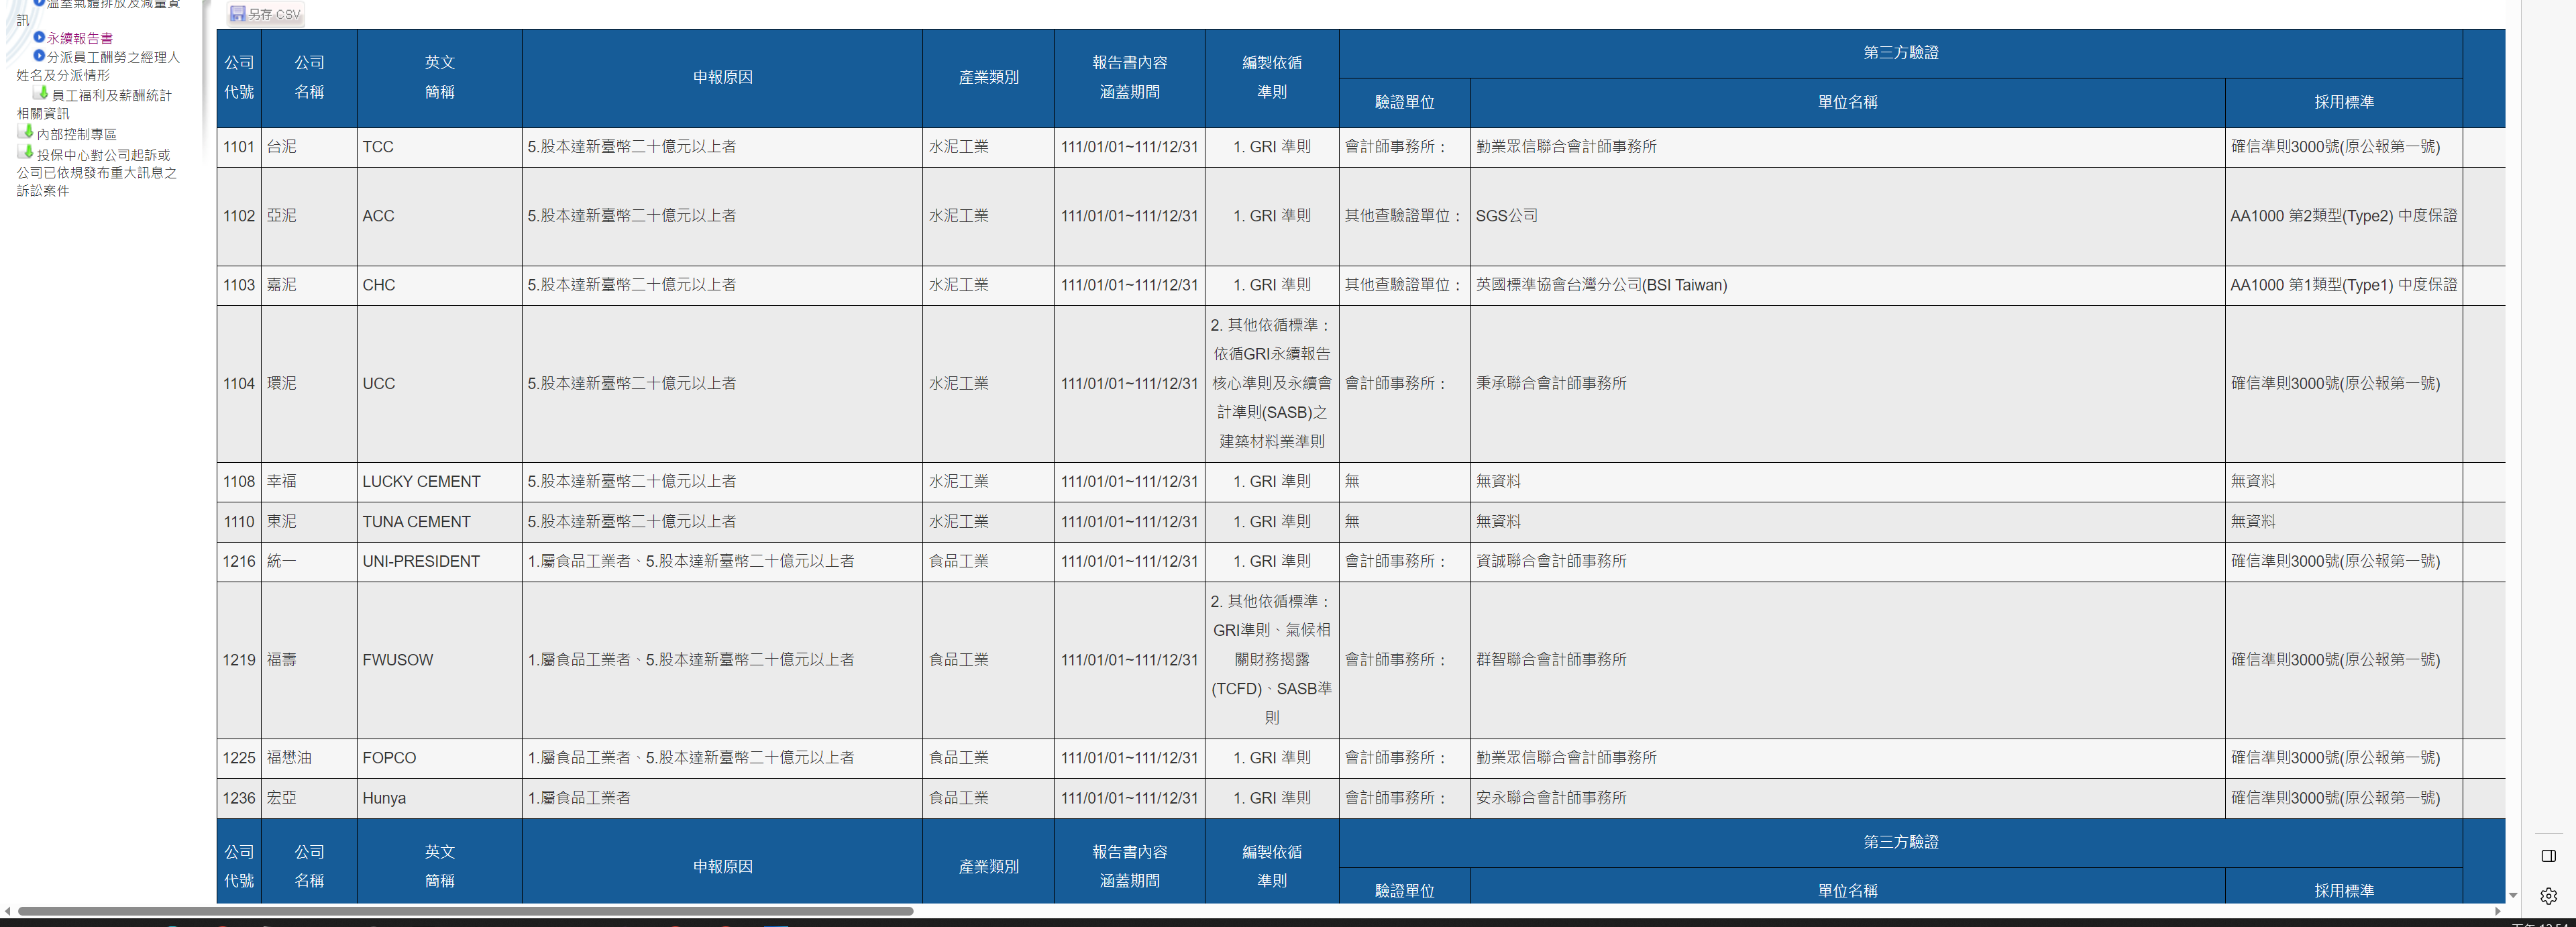 溫室氣體排放及減量資
訊
永續報告書
分派員工酬勞之經理人
姓名及分派情形
員工福利及薪酬統計
相關資訊
內部控制專區
投保中心對公司起訴或
公司已依規發布重大訊息之
訴訟案件
另存 CSV
公司
代號
公司
名稱
英文
簡稱
申報原因
產業類別
報告書內容
涵蓋期間
編製依循
準則
第三方驗證
驗證單位
單位名稱
採用標準
1101 台泥 TCC 5.股本達新臺幣二十億元以上者 水泥工業 111/01/01~111/12/31 1. GRI 準則 會計師事務所： 勤業眾信聯合會計師事務所 確信準則3000號(原公報第一號)
1102 亞泥 ACC 5.股本達新臺幣二十億元以上者 水泥工業 111/01/01~111/12/31 1. GRI 準則 其他查驗證單位： SGS公司 AA1000 第2類型(Type2) 中度保證
1103 嘉泥 CHC 5.股本達新臺幣二十億元以上者 水泥工業 111/01/01~111/12/31 1. GRI 準則 其他查驗證單位： 英國標準協會台灣分公司(BSI Taiwan) AA1000 第1類型(Type1) 中度保證
1104 環泥 UCC 5.股本達新臺幣二十億元以上者 水泥工業 111/01/01~111/12/31
2. 其他依循標準：
依循GRI永續報告
核心準則及永續會
計準則(SASB)之
建築材料業準則
會計師事務所： 秉承聯合會計師事務所 確信準則3000號(原公報第一號)
1108 幸福 LUCKY CEMENT 5.股本達新臺幣二十億元以上者 水泥工業 111/01/01~111/12/31 1. GRI 準則 無 無資料 無資料
1110 東泥 TUNA CEMENT 5.股本達新臺幣二十億元以上者 水泥工業 111/01/01~111/12/31 1. GRI 準則 無 無資料 無資料
1216 統一 UNI-PRESIDENT 1.屬食品工業者、5.股本達新臺幣二十億元以上者 食品工業 111/01/01~111/12/31 1. GRI 準則 會計師事務所： 資誠聯合會計師事務所 確信準則3000號(原公報第一號)
1219 福壽 FWUSOW 1.屬食品工業者、5.股本達新臺幣二十億元以上者 食品工業 111/01/01~111/12/31
2. 其他依循標準：
GRI準則、氣候相
關財務揭露
(TCFD)、SASB準
則
會計師事務所： 群智聯合會計師事務所 確信準則3000號(原公報第一號)
1225 福懋油 FOPCO 1.屬食品工業者、5.股本達新臺幣二十億元以上者 食品工業 111/01/01~111/12/31 1. GRI 準則 會計師事務所： 勤業眾信聯合會計師事務所 確信準則3000號(原公報第一號)
1236 宏亞 Hunya 1.屬食品工業者 食品工業 111/01/01~111/12/31 1. GRI 準則 會計師事務所： 安永聯合會計師事務所 確信準則3000號(原公報第一號)
公司
代號
公司
名稱
英文
簡稱
申報原因
產業類別
報告書內容
涵蓋期間
編製依循
準則
第三方驗證
驗證單位
單位名稱
採用標準